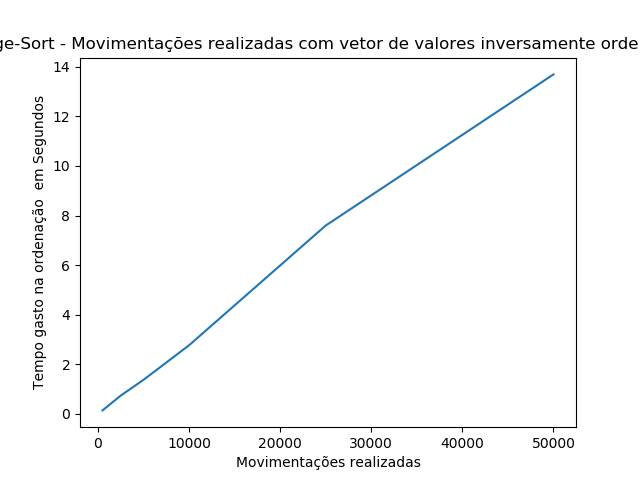 ge-Sort - Movimentações realizadas com vetor de valores inversamente orde
14
12
10
8
6
4
2
0
Tempo gasto na ordenação  em Segundos
0 10000 20000 30000 40000 50000
Movimentações realizadas